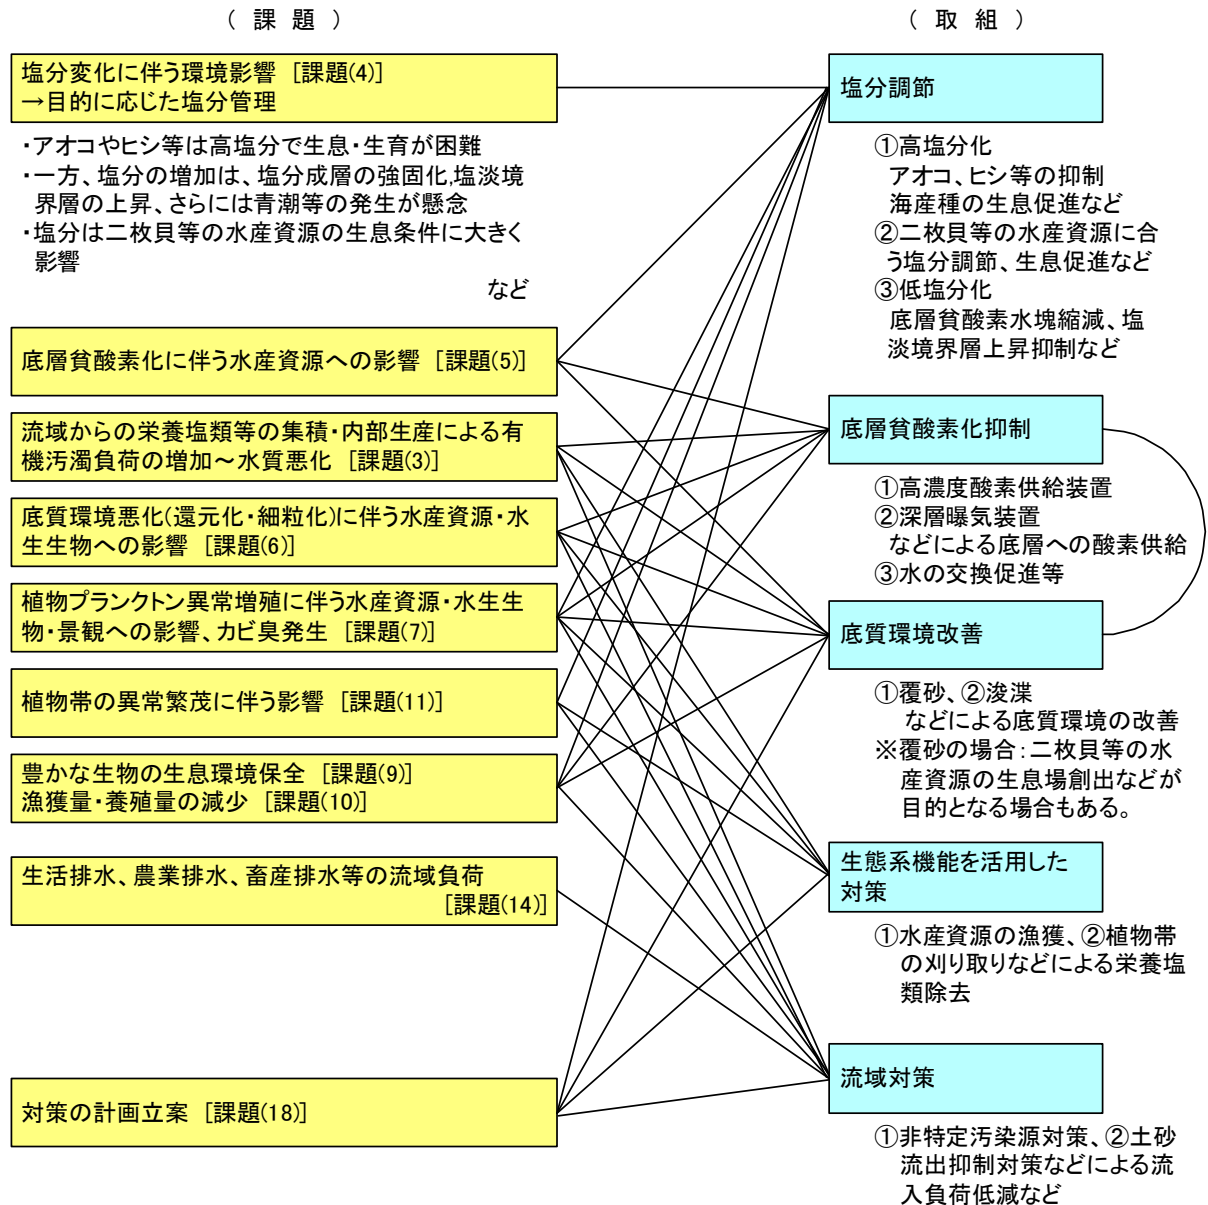 (課題)
塩分変化に伴う環境影響 [課題(4)]
→目的に応じた塩分管理
・アオコやヒシ等は高塩分で生息・生育が困難
・一方、塩分の増加は、塩分成層の強固化,塩淡境
界層の上昇、さらには青潮等の発生が懸念
・塩分は二枚貝等の水産資源の生息条件に大きく
影響
など
底層貧酸素化に伴う水産資源への影響 [課題(5)]
流域からの栄養塩類等の集積・内部生産による有
機汚濁負荷の増加～水質悪化 [課題(3)]
底質環境悪化(還元化・細粒化)に伴う水産資源・水
生生物への影響 [課題(6)]
植物プランクトン異常増殖に伴う水産資源・水生生
物・景観への影響、カビ臭発生 [課題(7)]
植物帯の異常繁茂に伴う影響 [課題(11)]
豊かな生物の生息環境保全 [課題(9)]
漁獲量・養殖量の減少 [課題(10)]
生活排水、農業排水、畜産排水等の流域負荷
[課題(14)]
対策の計画立案 [課題(18)]
(取組)
塩分調節
①高塩分化
アオコ、ヒシ等の抑制
海産種の生息促進など
②二枚貝等の水産資源に合
う塩分調節、生息促進など
③低塩分化
底層貧酸素水塊縮減、塩
淡境界層上昇抑制など
底層貧酸素化抑制
①高濃度酸素供給装置
②深層曝気装置
などによる底層への酸素供給
③水の交換促進等
底質環境改善
①覆砂、②浚渫
などによる底質環境の改善
※覆砂の場合：二枚貝等の水
産資源の生息場創出などが
目的となる場合もある。
生態系機能を活用した
対策
①水産資源の漁獲、②植物帯
の刈り取りなどによる栄養塩
類除去
流域対策
①非特定汚染源対策、②土砂
流出抑制対策などによる流
入負荷低減など